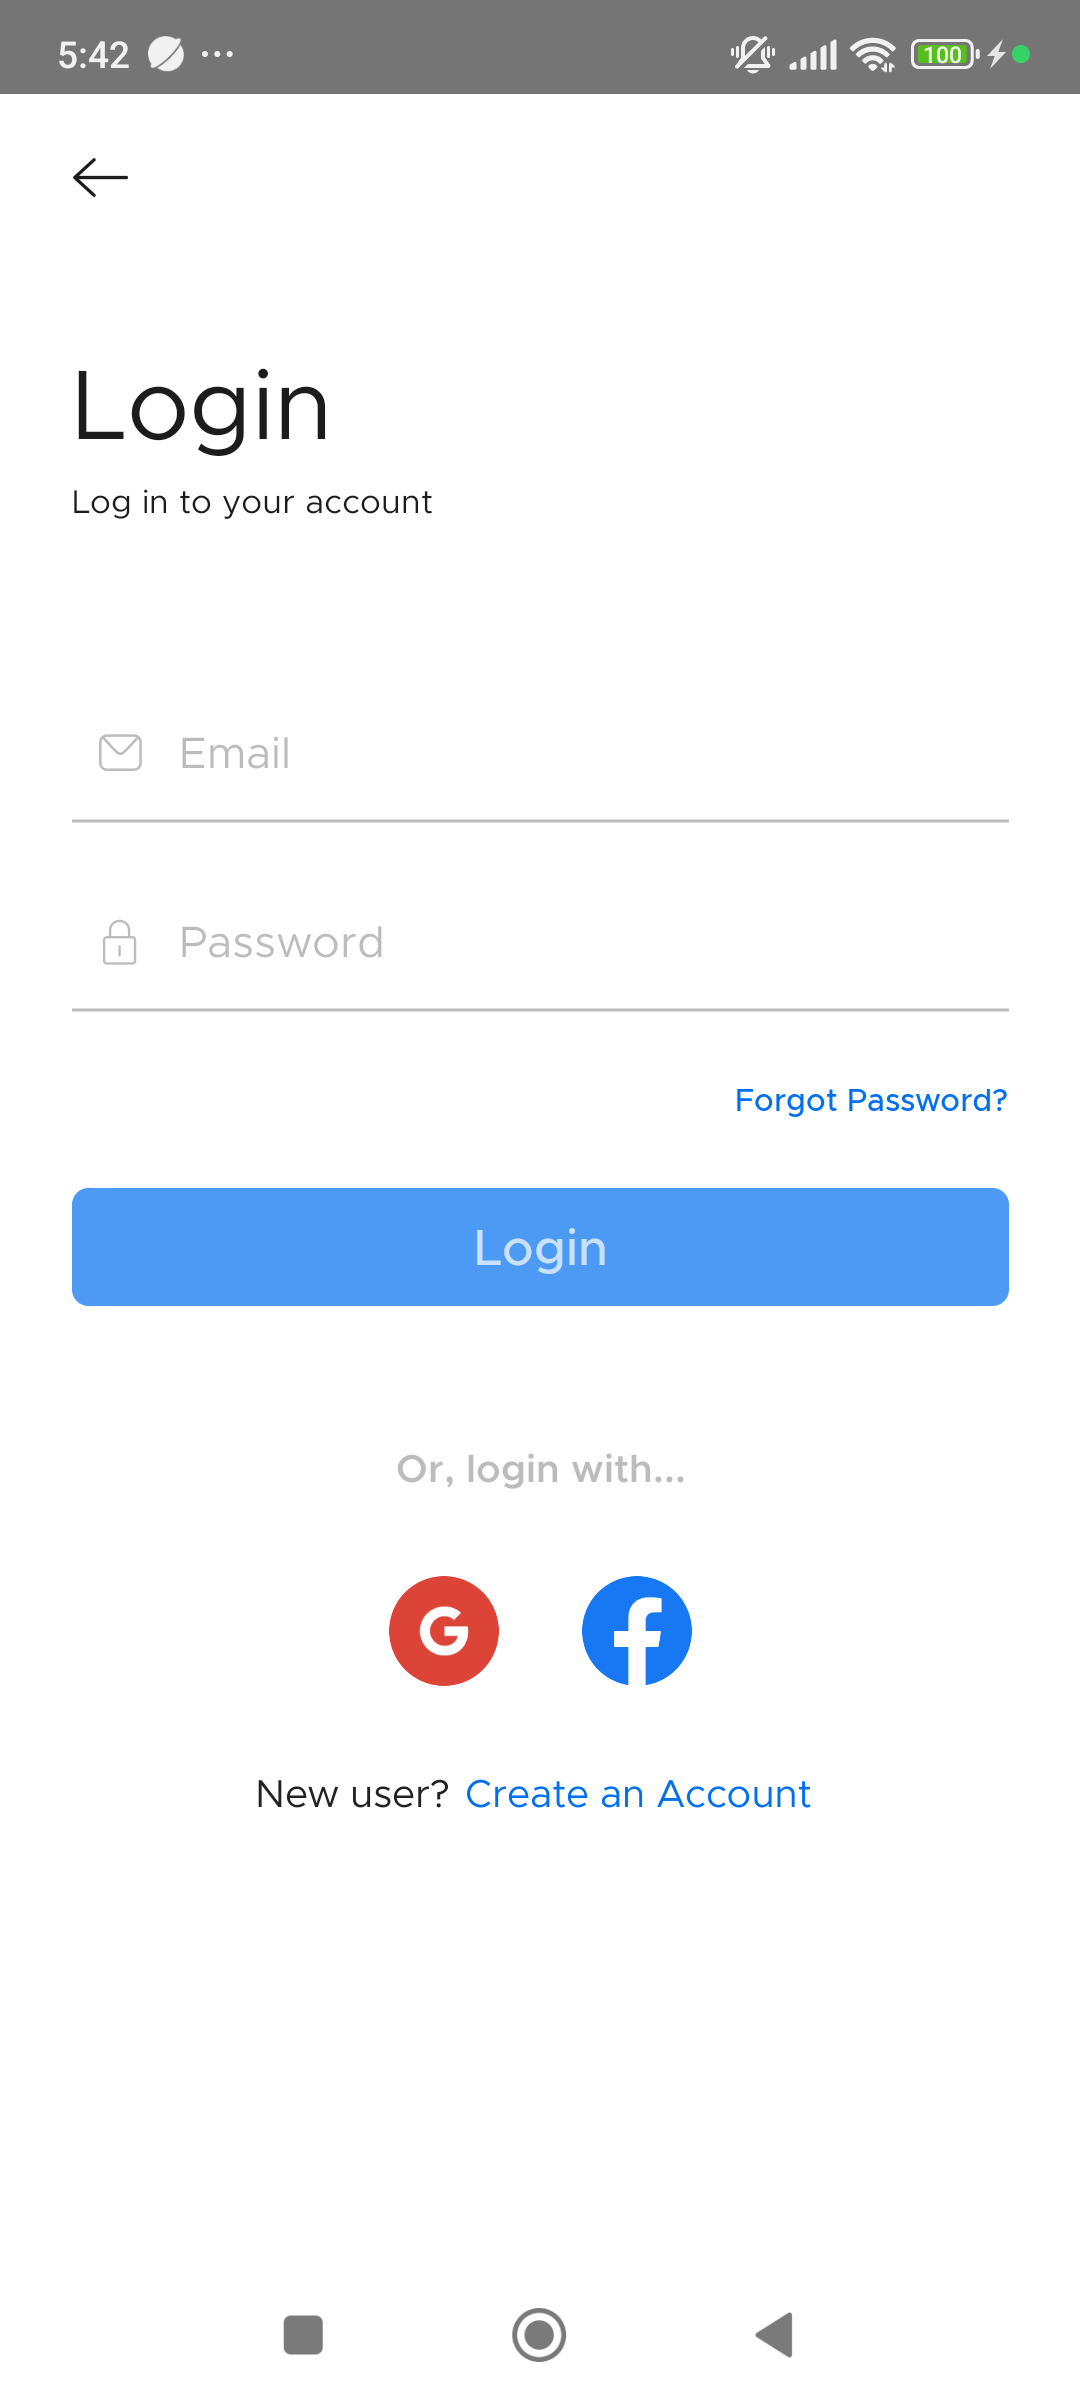 5:42
100
Login
Log in to your account
Email
Password
Forgot Password?
Login
Or, login with...
G f
New user? Create an Account